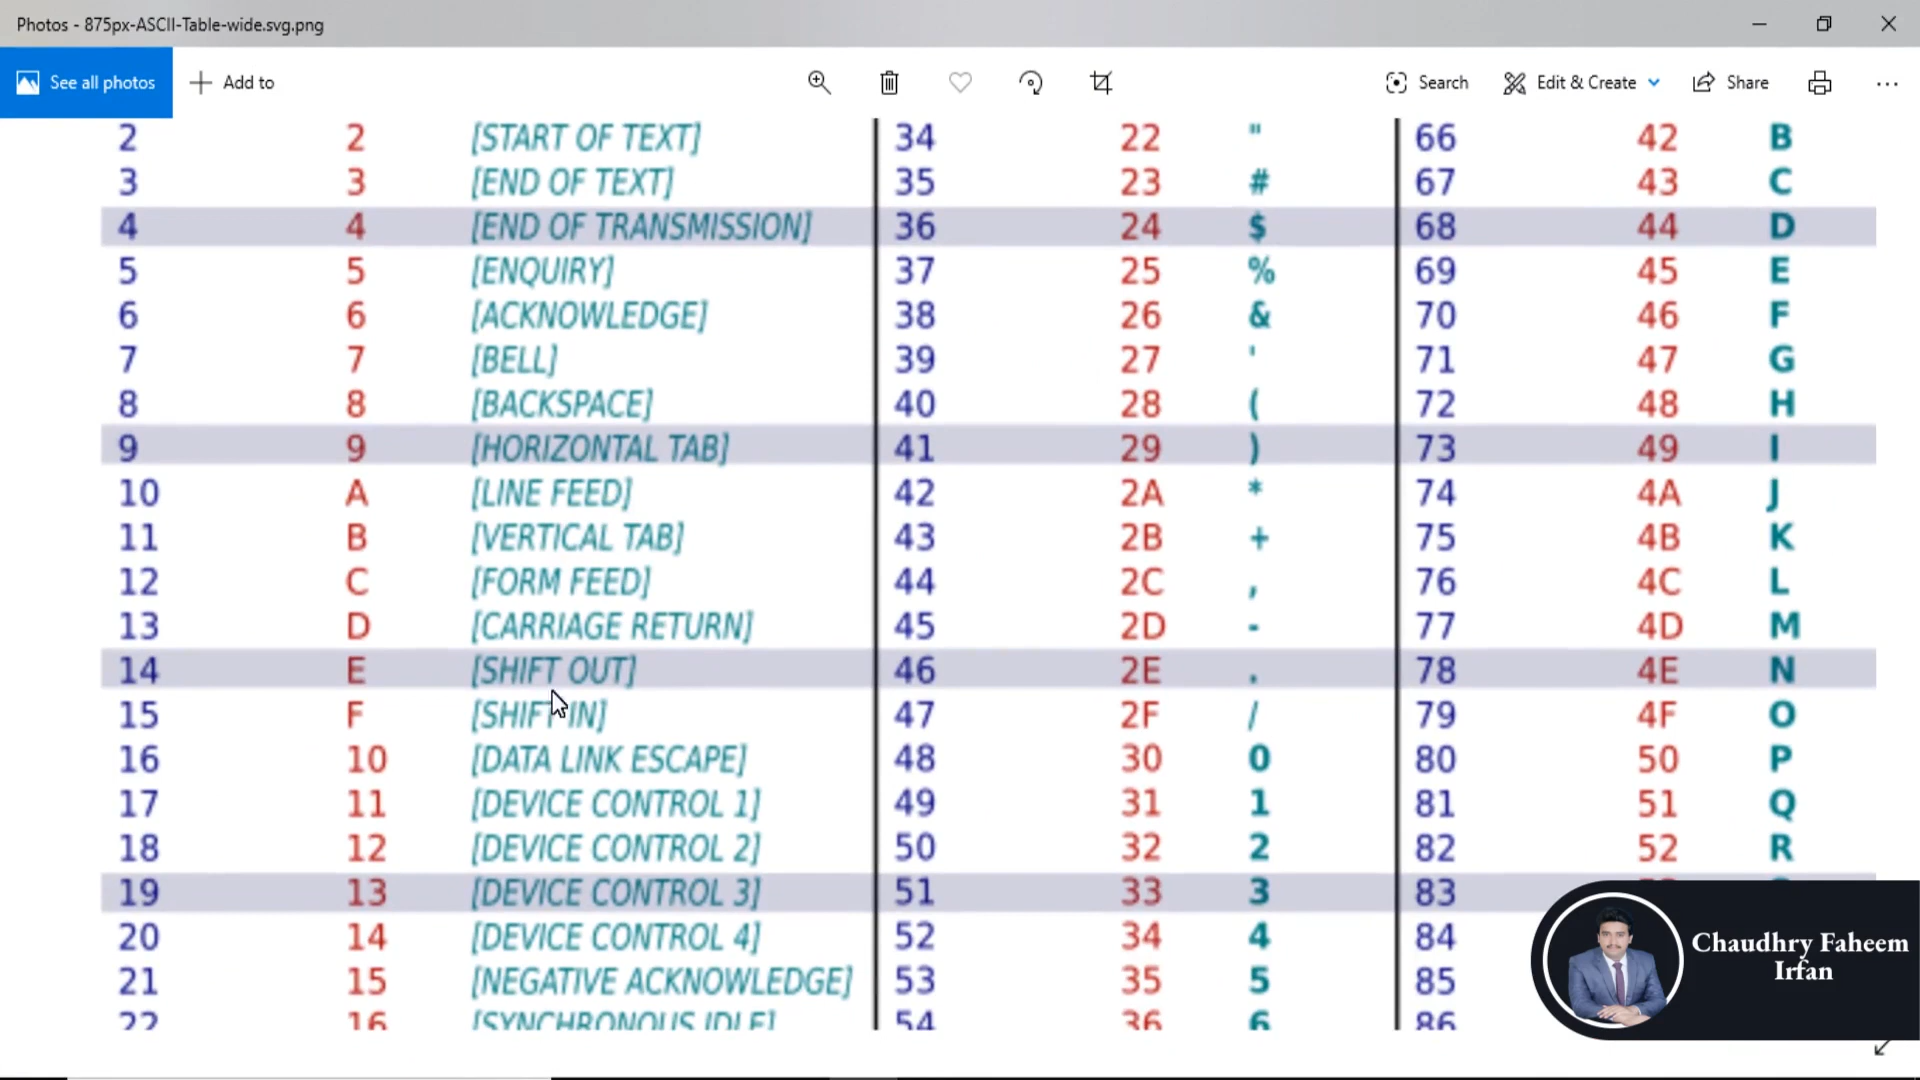 Photos - 875px-ASCII-Table-wide.svg.png
See all photos Add to Search Edit & Create Share
2 2 [START OF TEXT] 34 22 " 66 42 B
3 3 [END OF TEXT] 35 23 # 67 43 C
4 4 [END OF TRANSMISSION] 36 24 $ 68 44 D
5 5 [ENQUIRY] 37 25 % 69 45 E
6 6 [ACKNOWLEDGE] 38 26 & 70 46 F
7 7 [BELL] 39 27 ' 71 47 G
8 8 [BACKSPACE] 40 28 ( 72 48 H
9 9 [HORIZONTAL TAB] 41 29 ) 73 49 I
10 A [LINE FEED] 42 2A * 74 4A J
11 B [VERTICAL TAB] 43 2B + 75 4B K
12 C [FORM FEED] 44 2C , 76 4C L
13 D [CARRIAGE RETURN] 45 2D - 77 4D M
14 E [SHIFT OUT] 46 2E . 78 4E N
15 F [SHIFT IN] 47 2F / 79 4F O
16 10 [DATA LINK ESCAPE] 48 30 0 80 50 P
17 11 [DEVICE CONTROL 1] 49 31 1 81 51 Q
18 12 [DEVICE CONTROL 2] 50 32 2 82 52 R
19 13 [DEVICE CONTROL 3] 51 33 3 83
20 14 [DEVICE CONTROL 4] 52 34 4 84
21 15 [NEGATIVE ACKNOWLEDGE] 53 35 5 85
22 16 [SYNCHRONOUS IDLE] 54 36 6 86
Chaudhry Faheem
Irfan